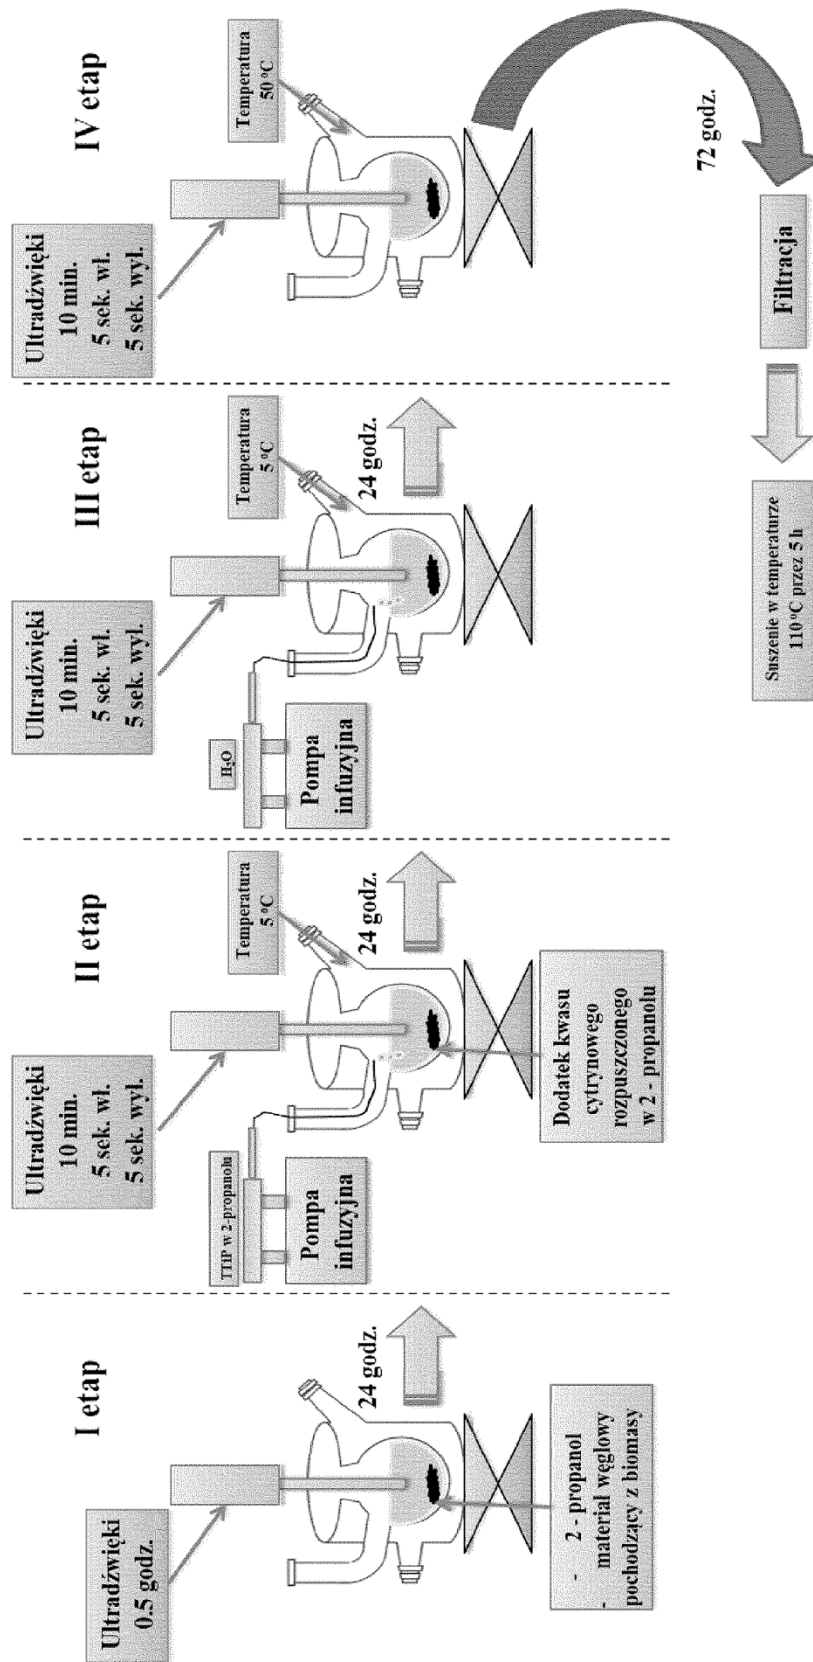 I etap
Ultradźwięki
0.5 godz.
24 godz.
- 2 - propanol
- materiał węglowy
pochodzący z biomasy
II etap
Ultradźwięki
10 min.
5 sek. wł.
5 sek. wył.
Temperatura
5 °C
TTiP w 2-propanolu
Pompa
infuzyjna
24 godz.
Dodatek kwasu
cytrynowego
rozpuszczonego
w 2 - propanolu
III etap
Ultradźwięki
10 min.
5 sek. wł.
5 sek. wył.
Temperatura
5 °C
H₂O
Pompa
infuzyjna
24 godz.
IV etap
Ultradźwięki
10 min.
5 sek. wł.
5 sek. wył.
Temperatura
50 °C
72 godz.
Filtracja
Suszenie w temperaturze
110 °C przez 5 h